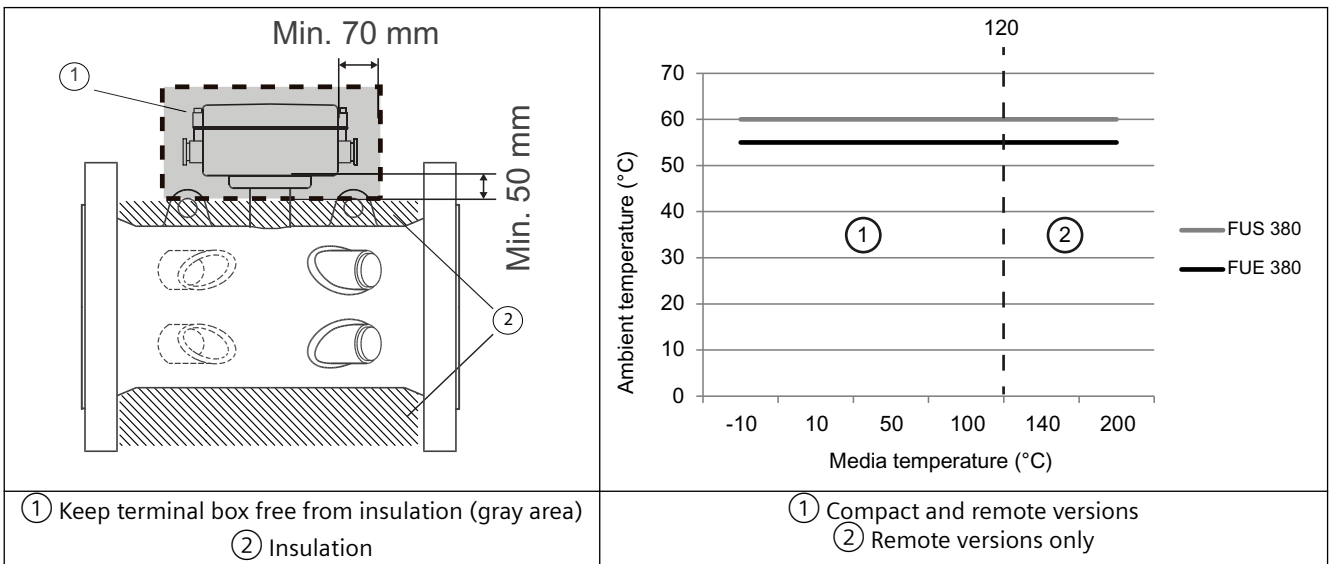 Min. 70 mm
1
Min. 50 mm
2
① Keep terminal box free from insulation (gray area)
② Insulation
120
Ambient temperature (°C)
70
60
50
40
30
20
10
0
1
2
FUS 380
FUE 380
-10 10 50 100 140 200
Media temperature (°C)
① Compact and remote versions
② Remote versions only